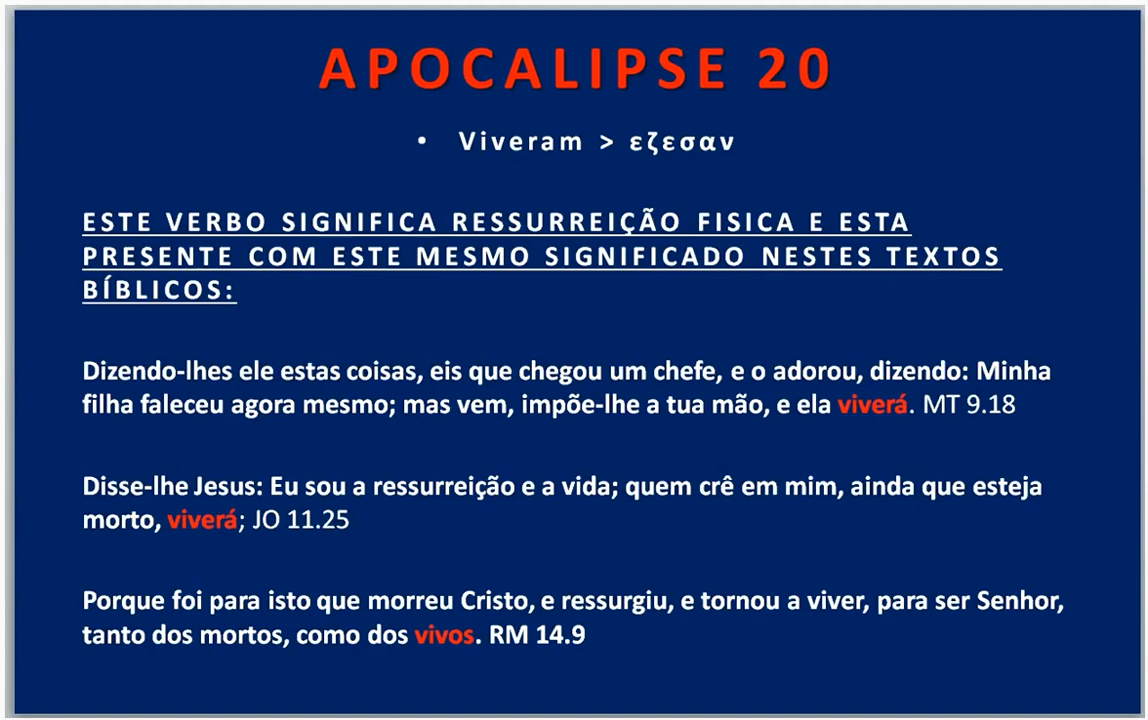 APOCALIPSE 20
• Viveram > εζεσαν
ESTE VERBO SIGNIFICA RESSURREIÇÃO FISICA E ESTA
PRESENTE COM ESTE MESMO SIGNIFICADO NESTES TEXTOS
BÍBLICOS:
Dizendo-lhes ele estas coisas, eis que chegou um chefe, e o adorou, dizendo: Minha
filha faleceu agora mesmo; mas vem, impõe-lhe a tua mão, e ela viverá. MT 9.18
Disse-lhe Jesus: Eu sou a ressurreição e a vida; quem crê em mim, ainda que esteja
morto, viverá; JO 11.25
Porque foi para isto que morreu Cristo, e ressurgiu, e tornou a viver, para ser Senhor,
tanto dos mortos, como dos vivos. RM 14.9